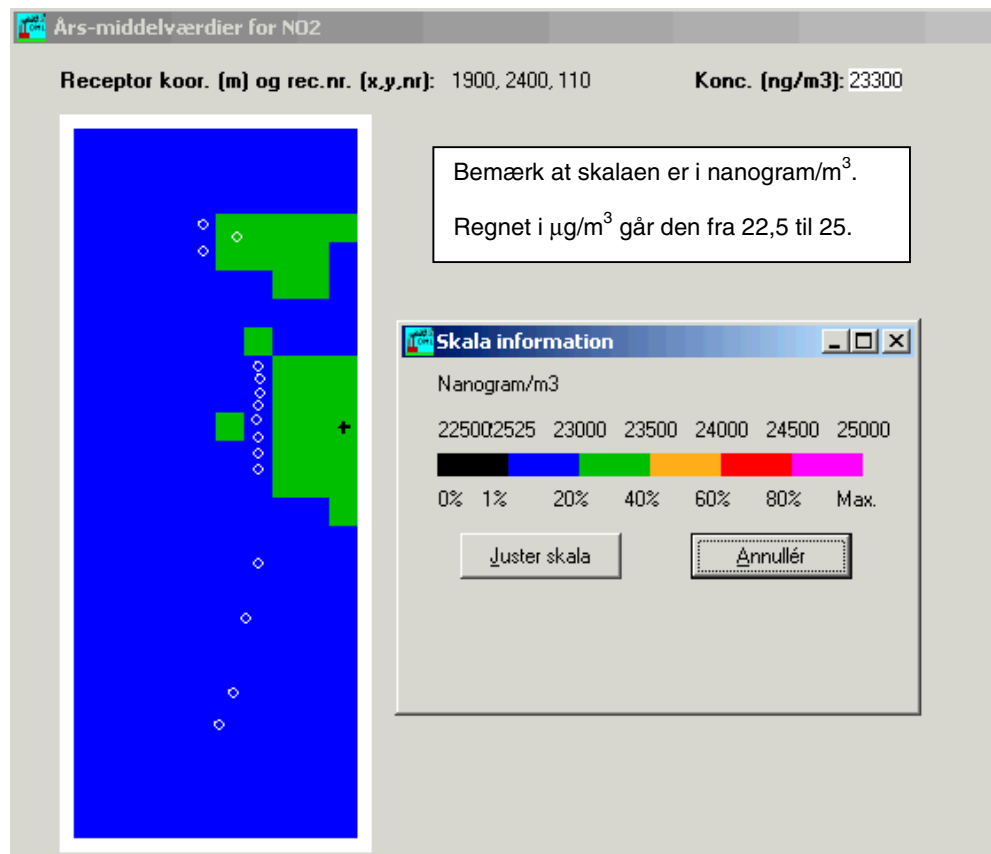 Års-middelværdier for NO2
Receptor koor. (m) og rec.nr. (x,y,nr): 1900, 2400, 110 Konc. (ng/m3): 23300
Bemærk at skalaen er i nanogram/m³.
Regnet i µg/m³ går den fra 22,5 til 25.
Skala information
Nanogram/m3
22500 22525 23000 23500 24000 24500 25000
0% 1% 20% 40% 60% 80% Max.
Juster skala Annullér